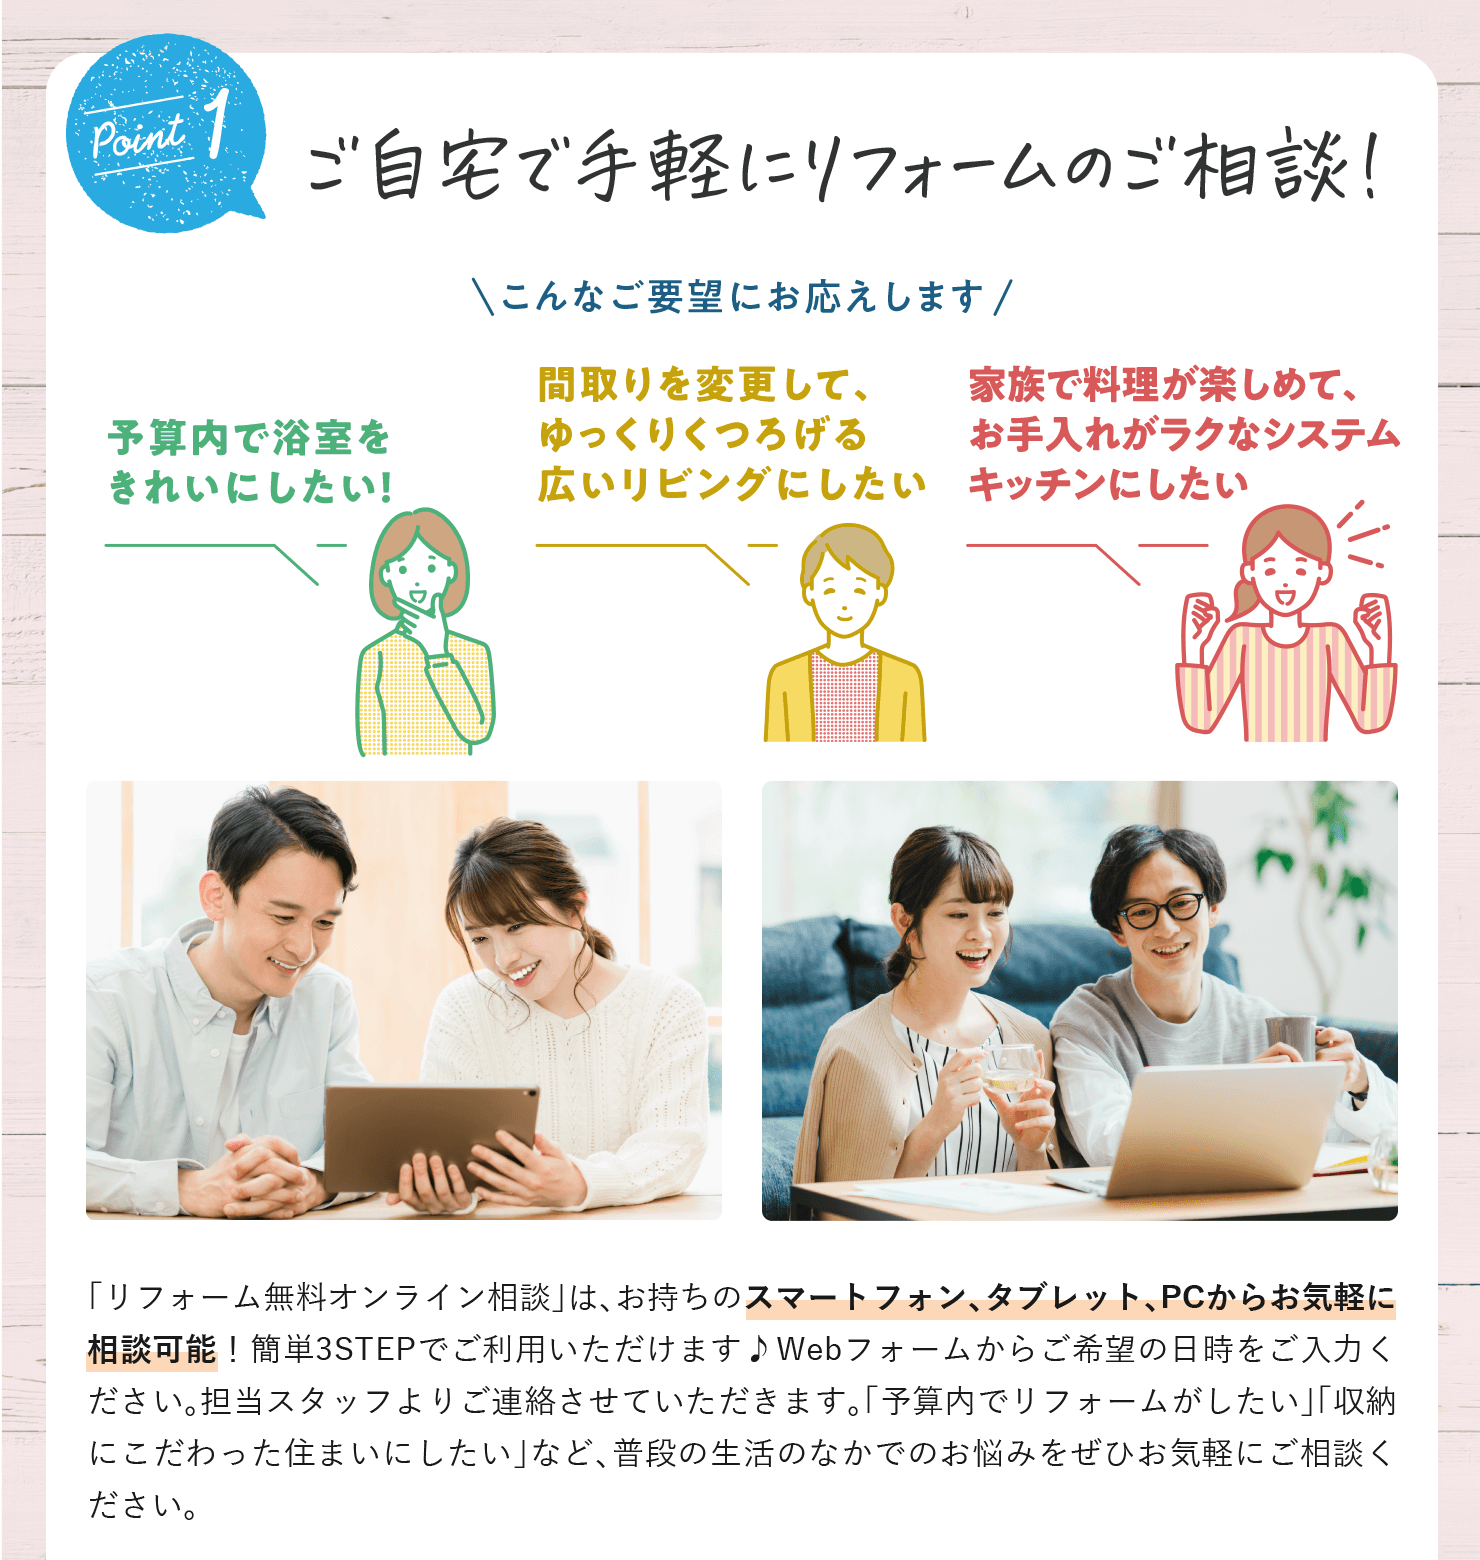 Point 1
ご自宅で手軽にリフォームのご相談!
\こんなご要望にお応えします/
予算内で浴室を
きれいにしたい!
間取りを変更して、
ゆっくりくつろげる
広いリビングにしたい
家族で料理が楽しめて、
お手入れがラクなシステム
キッチンにしたい
「リフォーム無料オンライン相談」は、お持ちのスマートフォン、タブレット、PCからお気軽に
相談可能!簡単3STEPでご利用いただけます♪Webフォームからご希望の日時をご入力く
ださい。担当スタッフよりご連絡させていただきます。「予算内でリフォームがしたい」「収納
にこだわった住まいにしたい」など、普段の生活のなかでのお悩みをぜひお気軽にご相談く
ださい。